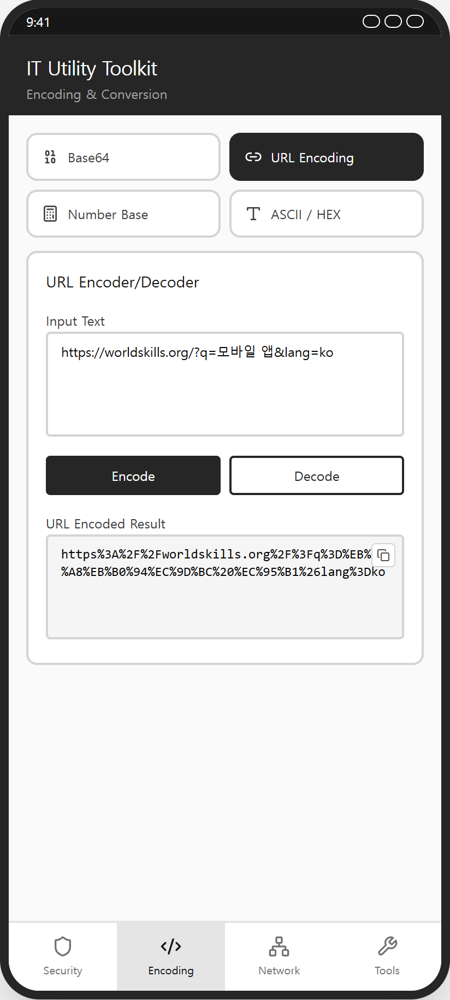 9:41
IT Utility Toolkit
Encoding & Conversion
Base64
URL Encoding
Number Base
ASCII / HEX
URL Encoder/Decoder
Input Text
https://worldskills.org/?q=모바일 앱&lang=ko
Encode
Decode
URL Encoded Result
https%3A%2F%2Fworldskills.org%2F%3Fq%3D%EB%
%A8%EB%B0%94%EC%9D%BC%20%EC%95%B1%26lang%3Dko
Security
Encoding
Network
Tools